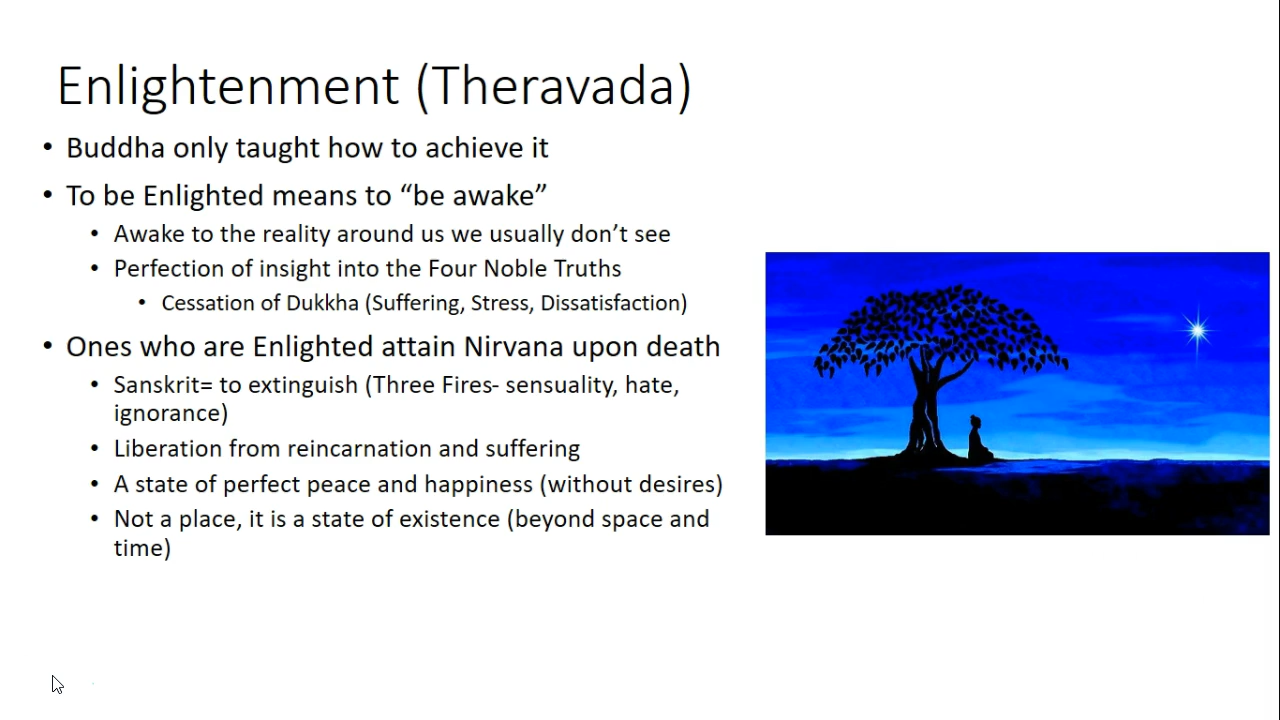 Enlightenment (Theravada)
• Buddha only taught how to achieve it
• To be Enlighted means to “be awake”
• Awake to the reality around us we usually don’t see
• Perfection of insight into the Four Noble Truths
• Cessation of Dukkha (Suffering, Stress, Dissatisfaction)
• Ones who are Enlighted attain Nirvana upon death
• Sanskrit= to extinguish (Three Fires- sensuality, hate,
ignorance)
• Liberation from reincarnation and suffering
• A state of perfect peace and happiness (without desires)
• Not a place, it is a state of existence (beyond space and
time)